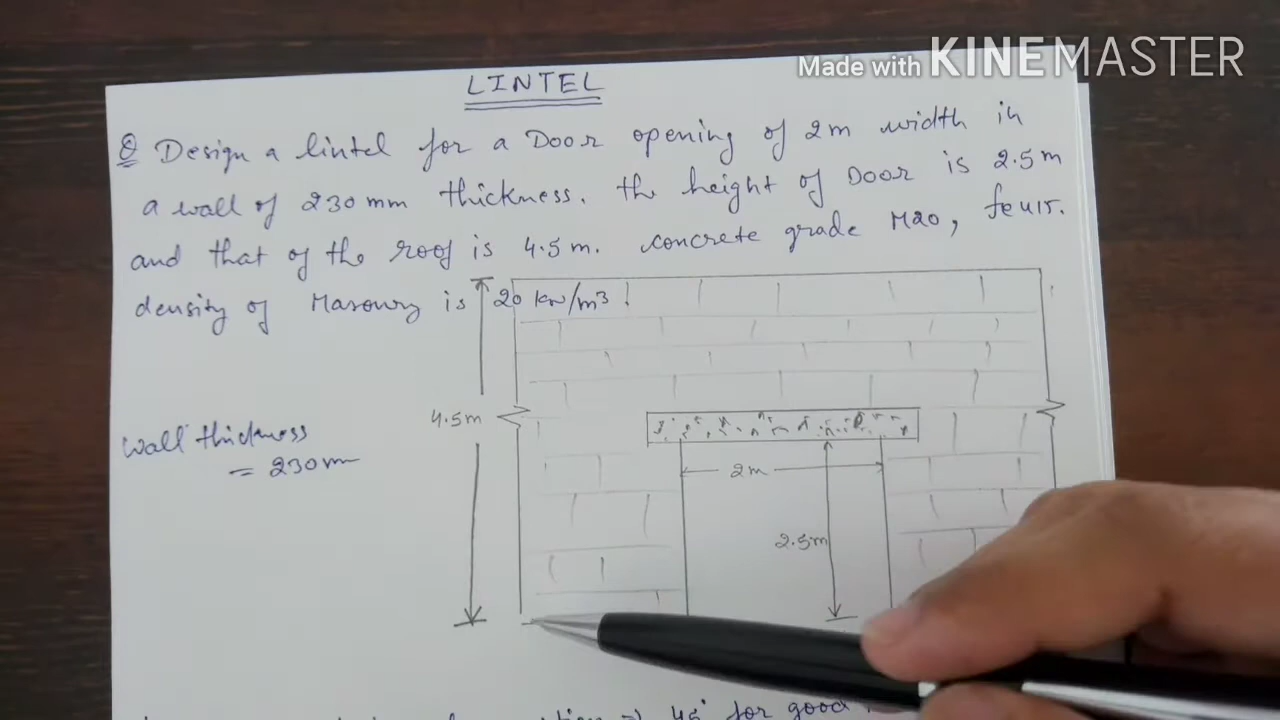 Made with KINEMASTER
LINTEL
Q Design a lintel for a Door opening of 2m width in
a wall of 230mm thickness. the height of Door is 2.5m
and that of the roof is 4.5m. concrete grade M20, fe415.
density of Masonry is 20 kn/m3.
4.5m
wall thickness
= 230m
2m
2.5m
45° for good